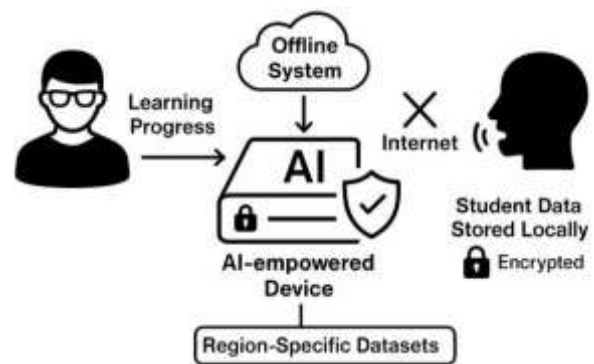 Offline
System
Learning
Progress
Internet
AI
AI-empowered
Device
Student Data
Stored Locally
Encrypted
Region-Specific Datasets